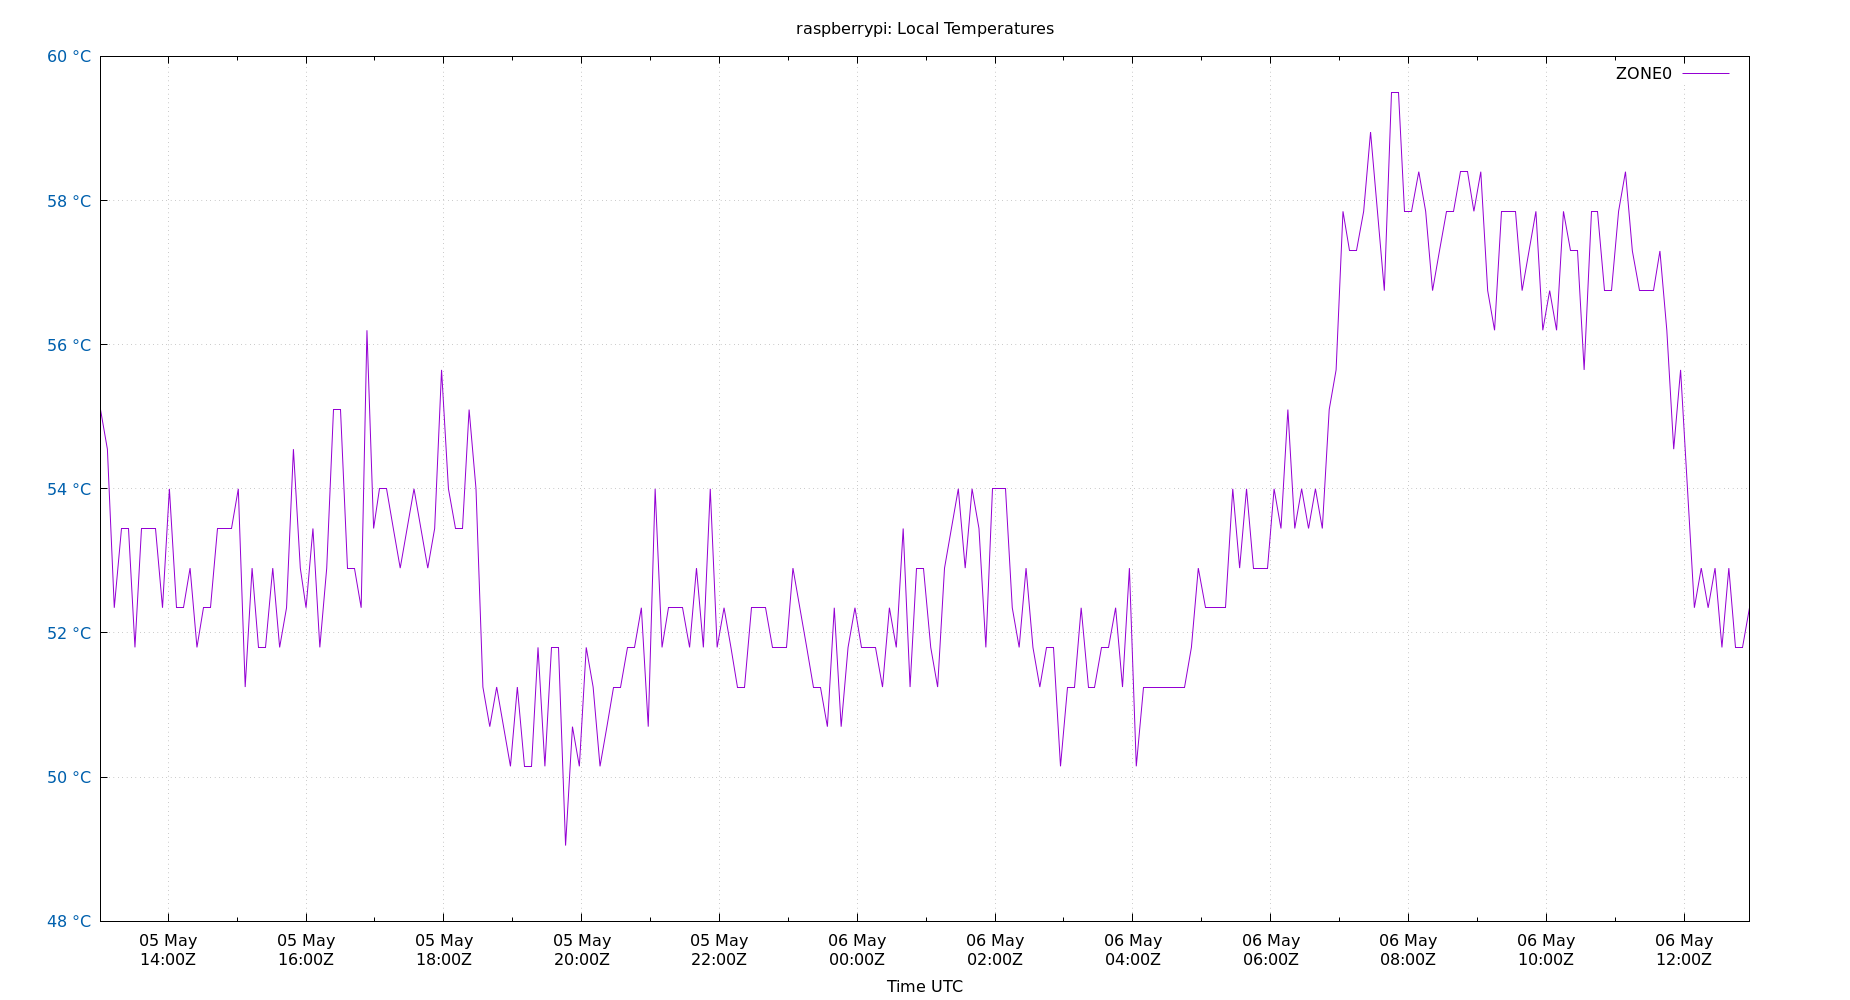 raspberrypi: Local Temperatures
60 °C
ZONE0
58 °C
56 °C
54 °C
52 °C
50 °C
48 °C
05 May 05 May 05 May 05 May 05 May 06 May 06 May 06 May 06 May 06 May 06 May 06 May
14:00Z 16:00Z 18:00Z 20:00Z 22:00Z 00:00Z 02:00Z 04:00Z 06:00Z 08:00Z 10:00Z 12:00Z
Time UTC